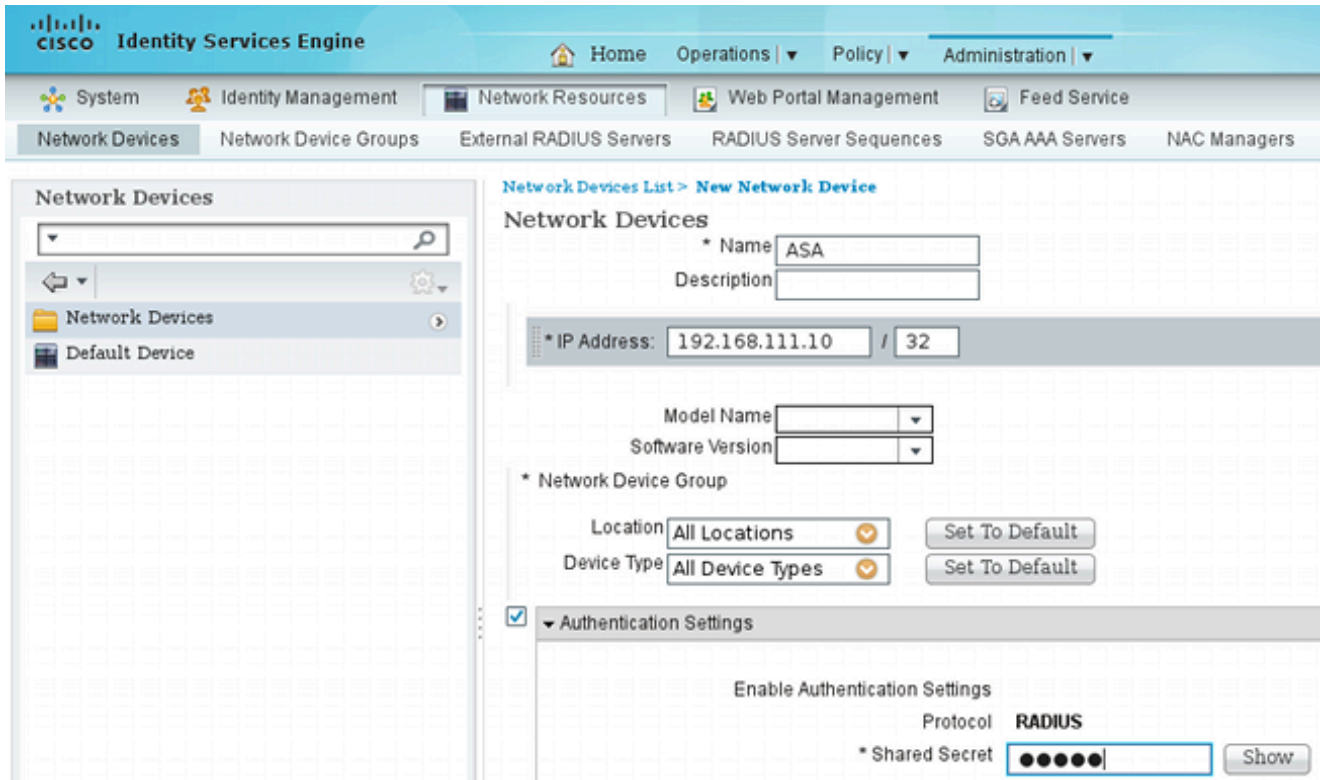 CISCO Identity Services Engine
Home Operations | ▼ Policy | ▼ Administration | ▼
System Identity Management Network Resources Web Portal Management Feed Service
Network Devices Network Device Groups External RADIUS Servers RADIUS Server Sequences SGA AAA Servers NAC Managers
Network Devices
Network Devices
Default Device
Network Devices List > New Network Device
Network Devices
* Name ASA
Description
* IP Address: 192.168.111.10 / 32
Model Name
Software Version
* Network Device Group
Location All Locations Set To Default
Device Type All Device Types Set To Default
Authentication Settings
Enable Authentication Settings
Protocol RADIUS
* Shared Secret ●●●●● Show